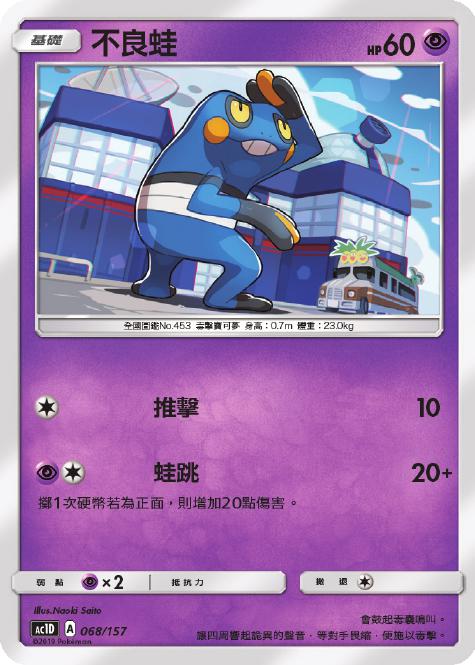 基礎 不良蛙 HP60
全國圖鑑No.453 毒擊寶可夢 身高：0.7m 體重：23.0kg
推擊 10
蛙跳 20+
擲1次硬幣若為正面，則增加20點傷害。
弱點 ×2 抵抗力 撤退
Illus.Naoki Saito
AC1D A 068/157
©2019 Pokémon
會鼓起毒囊鳴叫。
讓四周響起詭異的聲音，等對手畏縮，便施以毒擊。